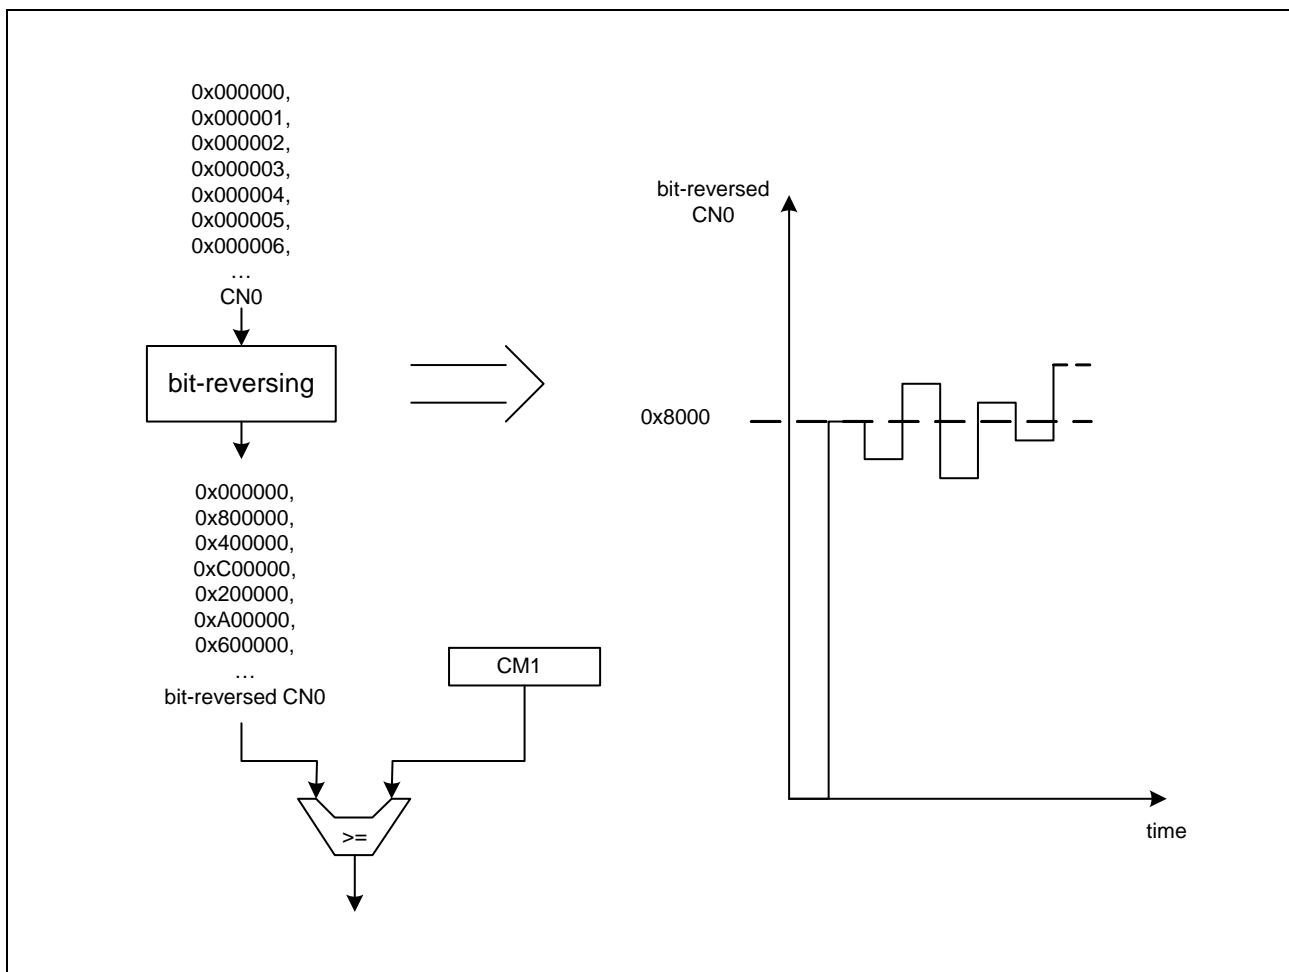 0x000000,
0x000001,
0x000002,
0x000003,
0x000004,
0x000005,
0x000006,
…
CN0
bit-reversing
0x000000,
0x800000,
0x400000,
0xC00000,
0x200000,
0xA00000,
0x600000,
…
bit-reversed CN0
CM1
>=
bit-reversed
CN0
0x8000
time